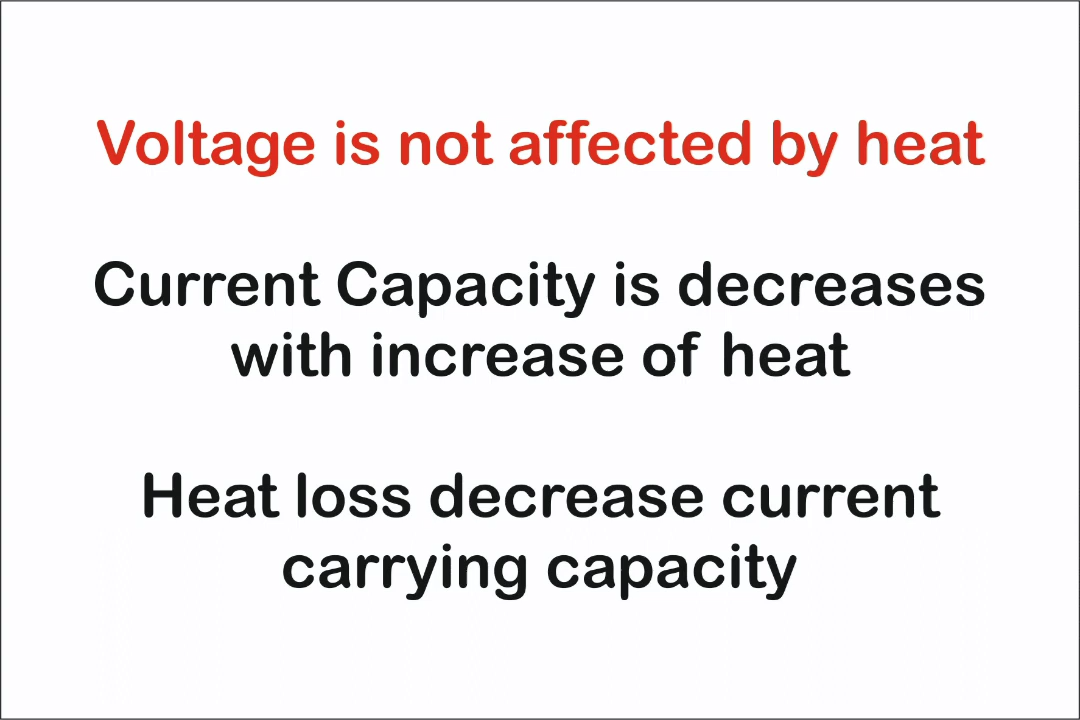 Voltage is not affected by heat
Current Capacity is decreases
with increase of heat
Heat loss decrease current
carrying capacity